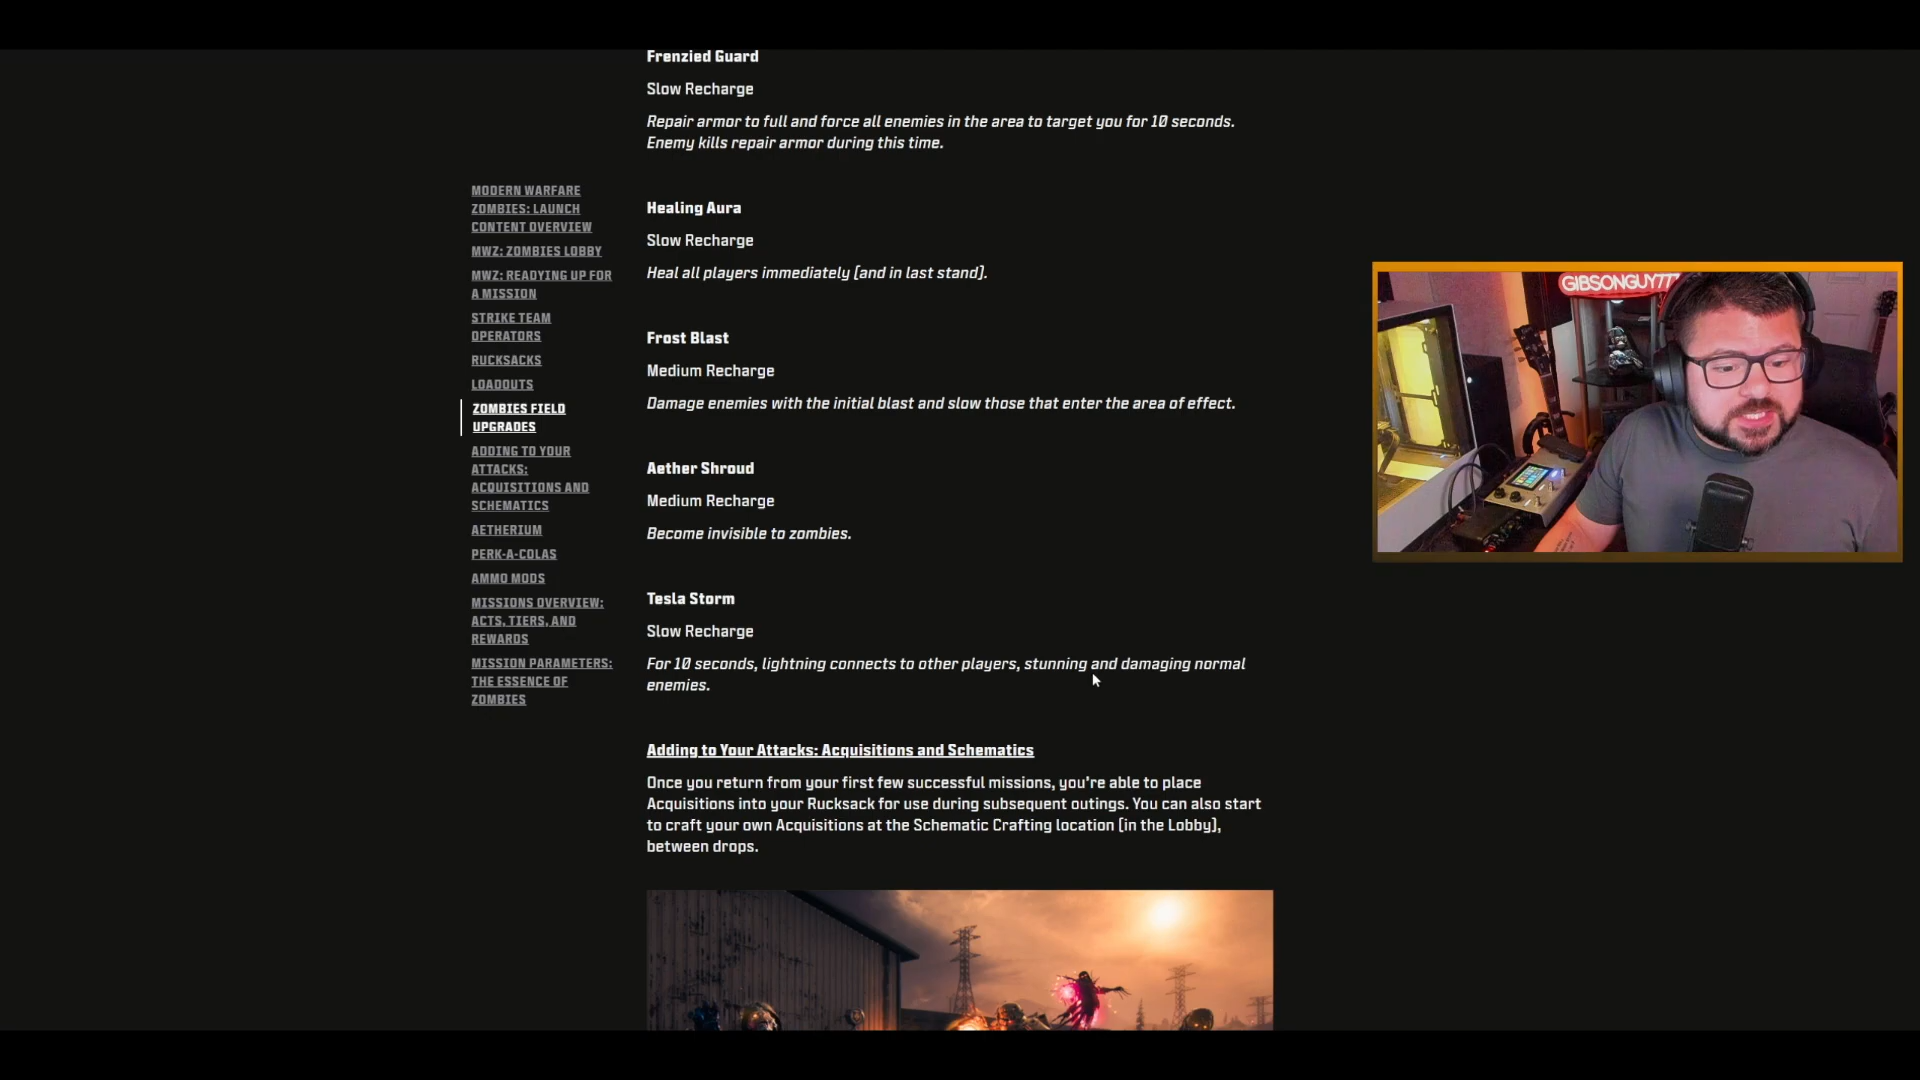 Frenzied Guard
Slow Recharge
Repair armor to full and force all enemies in the area to target you for 10 seconds.
Enemy kills repair armor during this time.
Healing Aura
Slow Recharge
Heal all players immediately [and in last stand].
Frost Blast
Medium Recharge
Damage enemies with the initial blast and slow those that enter the area of effect.
Aether Shroud
Medium Recharge
Become invisible to zombies.
Tesla Storm
Slow Recharge
For 10 seconds, lightning connects to other players, stunning and damaging normal
enemies.
Adding to Your Attacks: Acquisitions and Schematics
Once you return from your first few successful missions, you're able to place
Acquisitions into your Rucksack for use during subsequent outings. You can also start
to craft your own Acquisitions at the Schematic Crafting location [in the Lobby],
between drops.
MODERN WARFARE
ZOMBIES: LAUNCH
CONTENT OVERVIEW
MWZ: ZOMBIES LOBBY
MWZ: READYING UP FOR
A MISSION
STRIKE TEAM
OPERATORS
RUCKSACKS
LOADOUTS
ZOMBIES FIELD
UPGRADES
ADDING TO YOUR
ATTACKS:
ACQUISITIONS AND
SCHEMATICS
AETHERIUM
PERK-A-COLAS
AMMO MODS
MISSIONS OVERVIEW:
ACTS, TIERS, AND
REWARDS
MISSION PARAMETERS:
THE ESSENCE OF
ZOMBIES
GIBSONGUY777